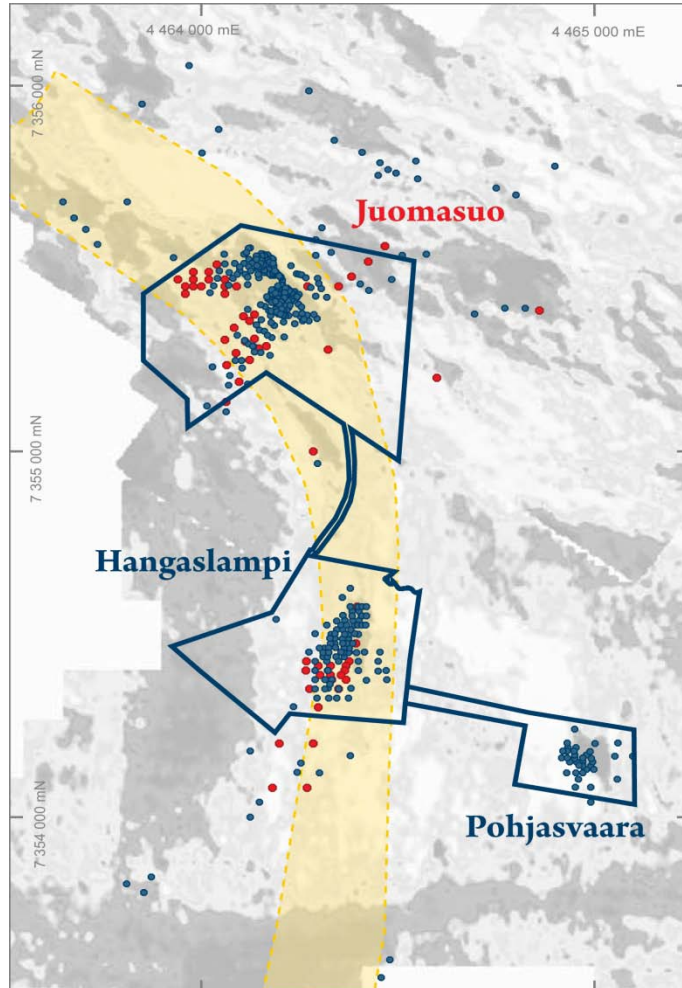 4 464 000 mE
4 465 000 mE
7 356 000 mN
Juomasuo
7 355 000 mN
Hangaslampi
7 354 000 mN
Pohjasvaara